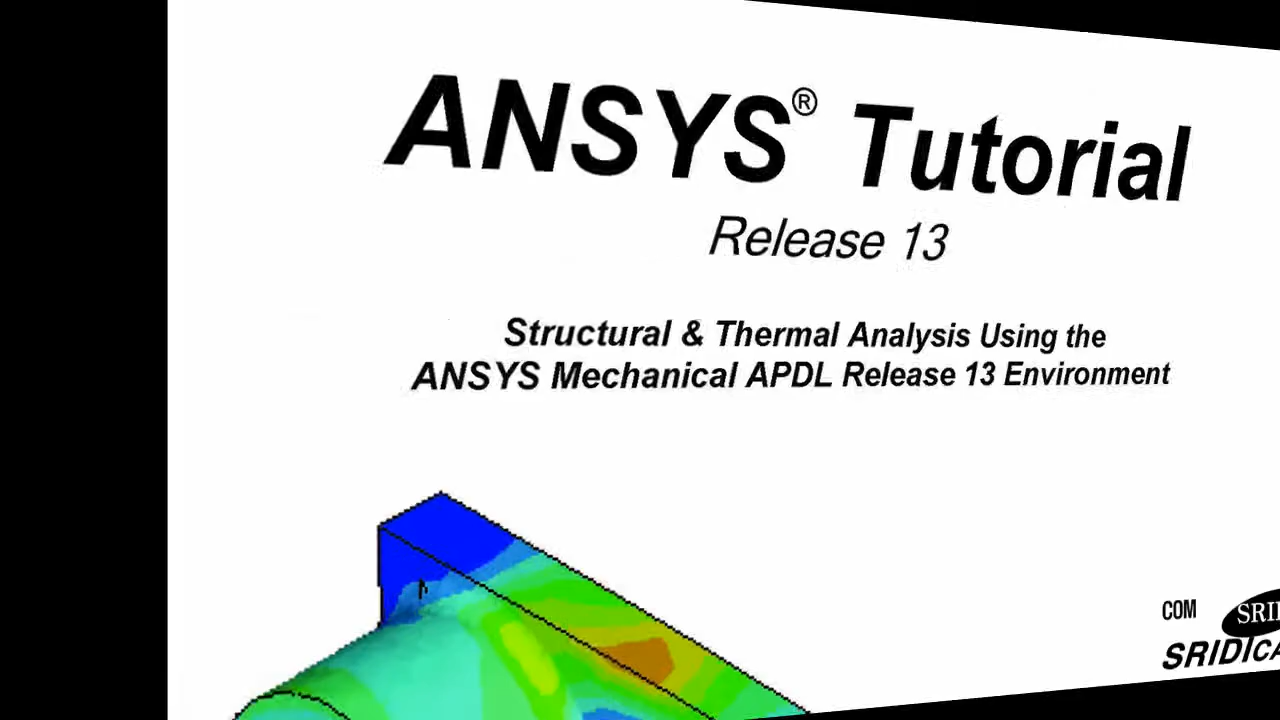 ANSYS® Tutorial
Release 13
Structural & Thermal Analysis Using the
ANSYS Mechanical APDL Release 13 Environment
COM